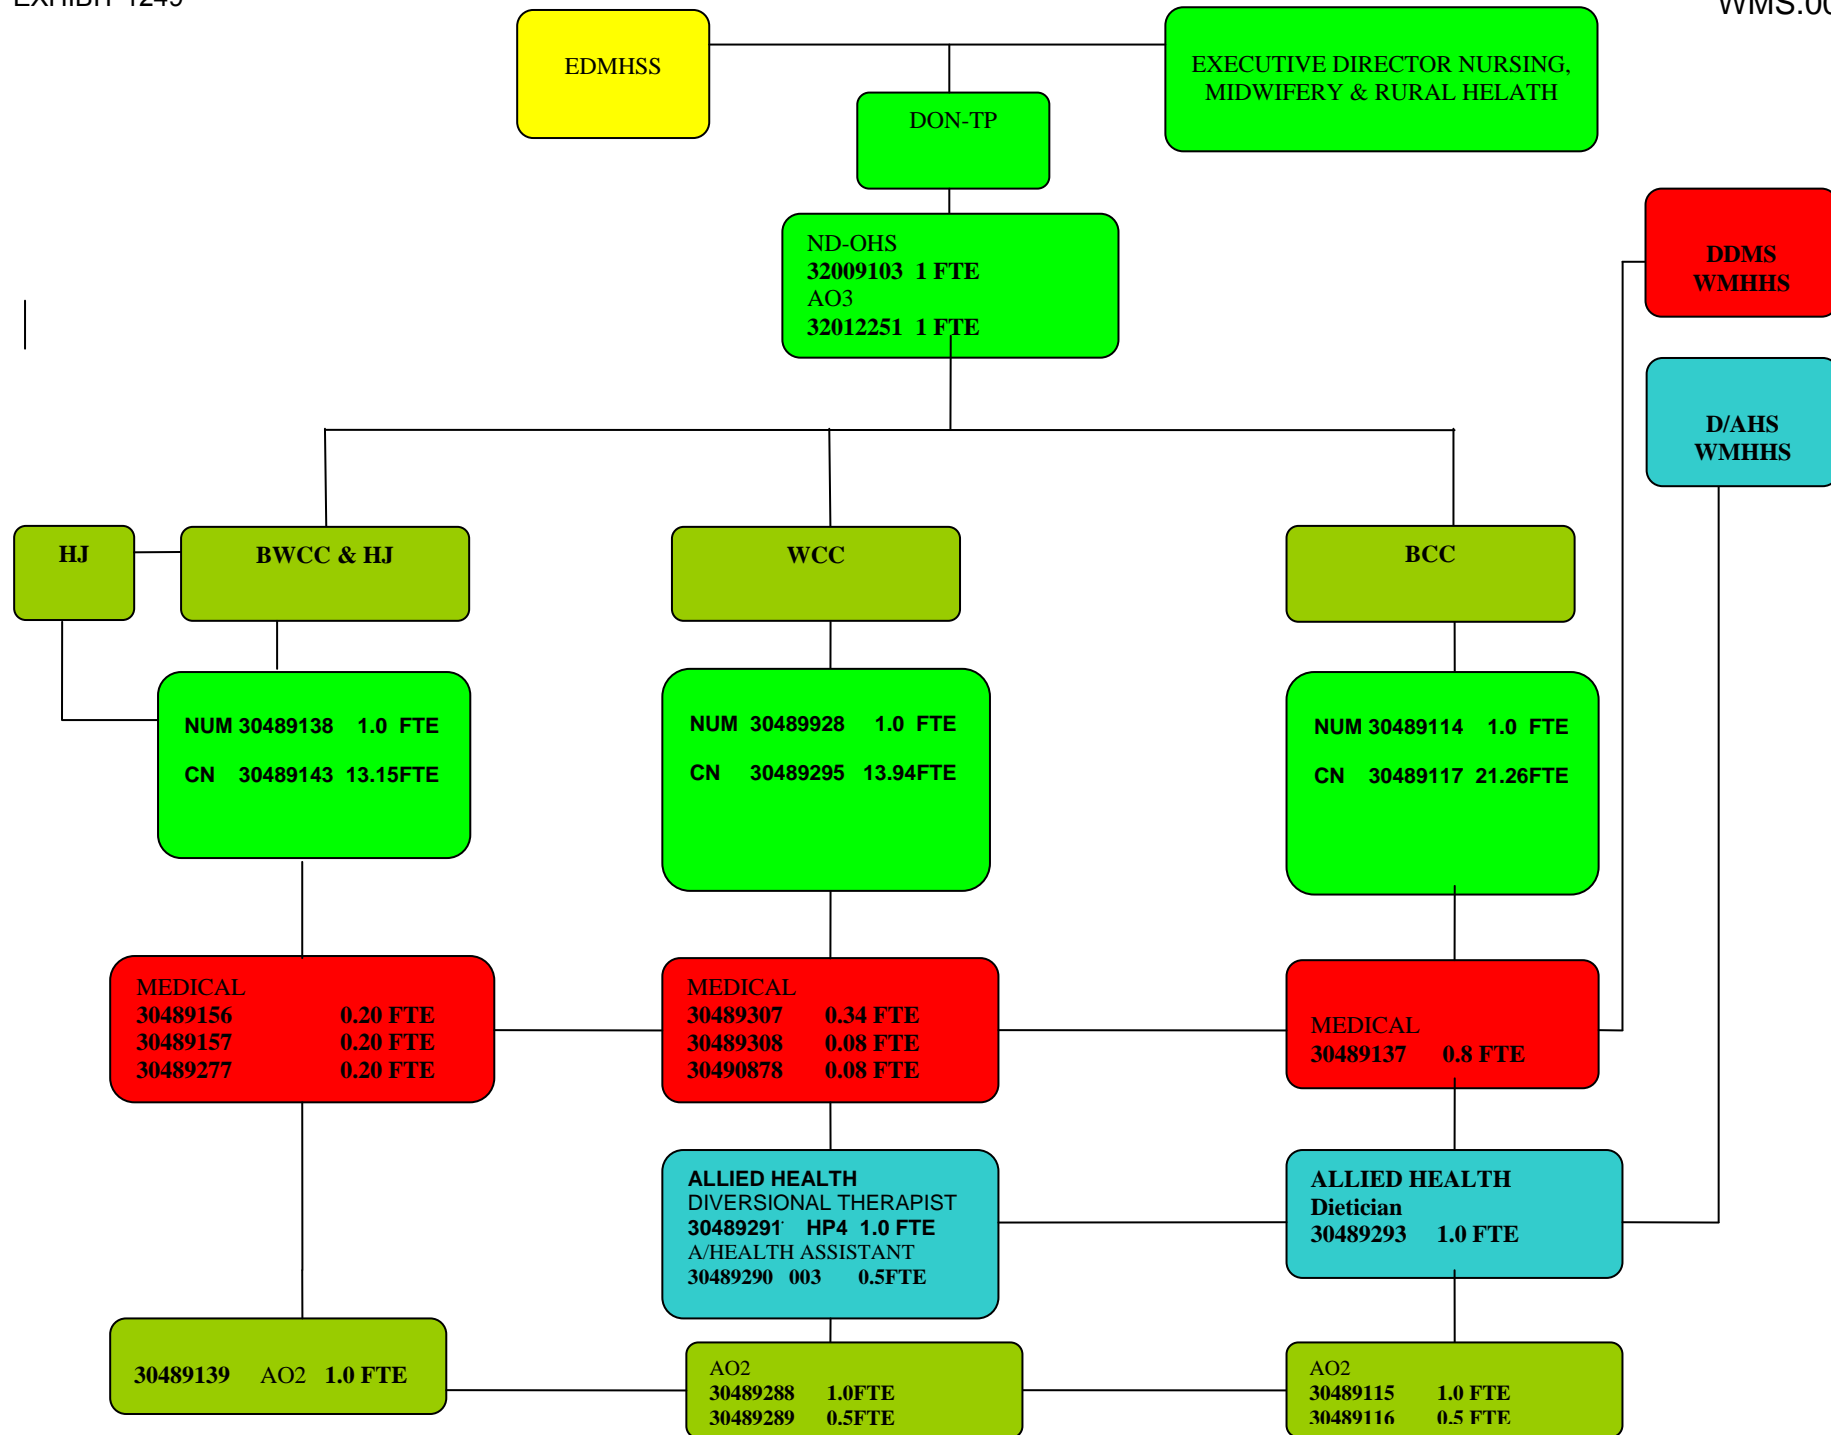 EXHIBIT 1249
WMS.00
EDMHSS
EXECUTIVE DIRECTOR NURSING,
MIDWIFERY & RURAL HELATH
DON-TP
ND-OHS
32009103 1 FTE
AO3
32012251 1 FTE
DDMS
WMHHS
D/AHS
WMHHS
HJ
BWCC & HJ
WCC
BCC
NUM 30489138 1.0 FTE
CN 30489143 13.15FTE
NUM 30489928 1.0 FTE
CN 30489295 13.94FTE
NUM 30489114 1.0 FTE
CN 30489117 21.26FTE
MEDICAL
30489156 0.20 FTE
30489157 0.20 FTE
30489277 0.20 FTE
MEDICAL
30489307 0.34 FTE
30489308 0.08 FTE
30490878 0.08 FTE
MEDICAL
30489137 0.8 FTE
ALLIED HEALTH
DIVERSIONAL THERAPIST
30489291 HP4 1.0 FTE
A/HEALTH ASSISTANT
30489290 003 0.5FTE
ALLIED HEALTH
Dietician
30489293 1.0 FTE
30489139 AO2 1.0 FTE
AO2
30489288 1.0FTE
30489289 0.5FTE
AO2
30489115 1.0 FTE
30489116 0.5 FTE